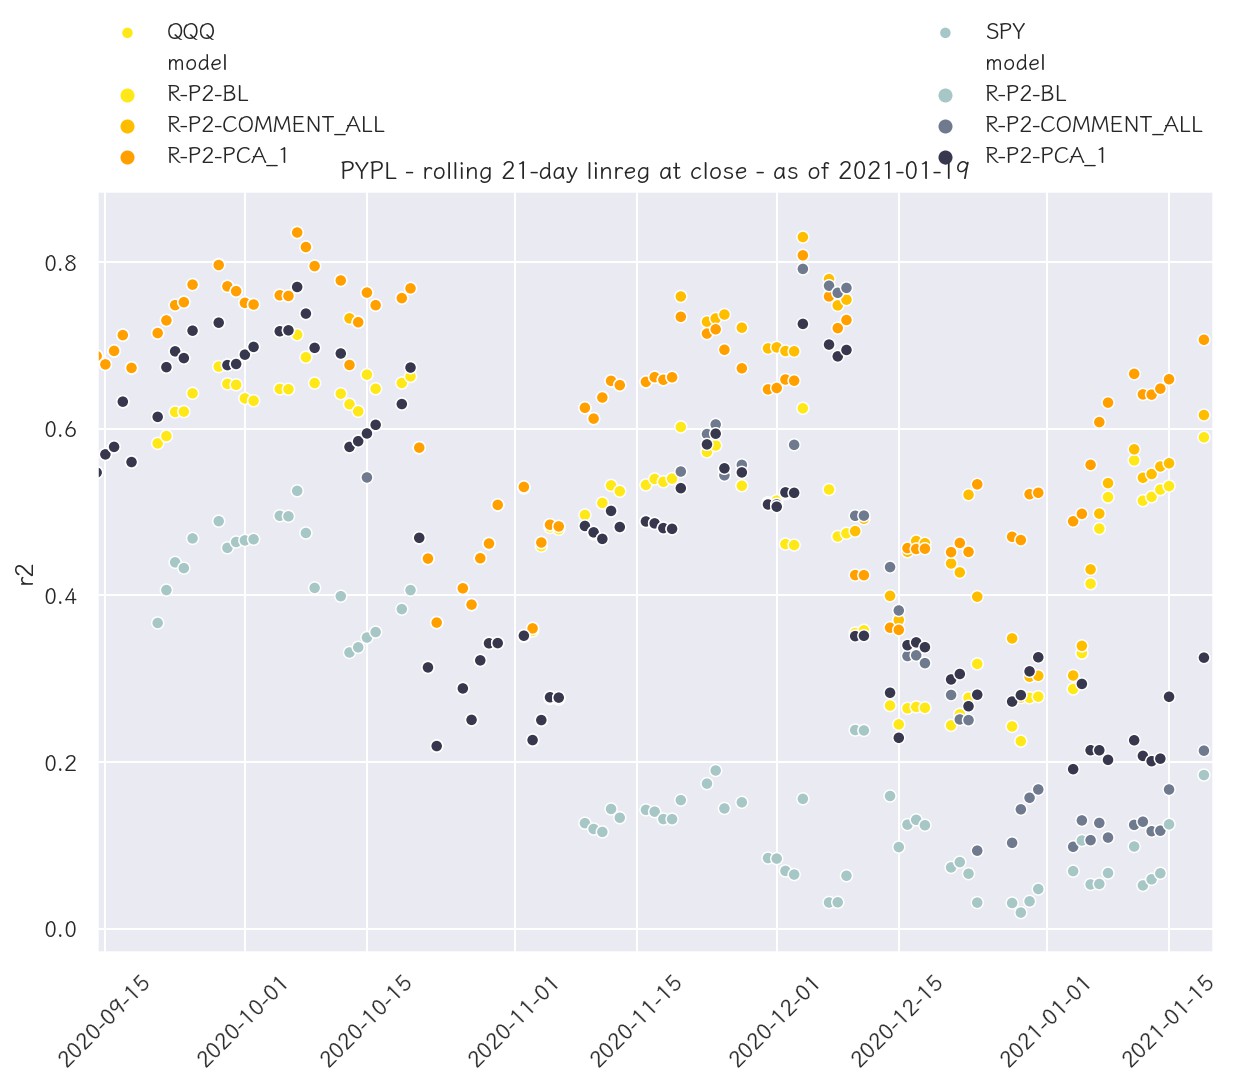 QQQ
model
R-P2-BL
R-P2-COMMENT_ALL
R-P2-PCA_1
SPY
model
R-P2-BL
R-P2-COMMENT_ALL
R-P2-PCA_1
PYPL - rolling 21-day linreg at close - as of 2021-01-19
r2
0.8
0.6
0.4
0.2
0.0
2020-09-15
2020-10-01
2020-10-15
2020-11-01
2020-11-15
2020-12-01
2020-12-15
2021-01-01
2021-01-15